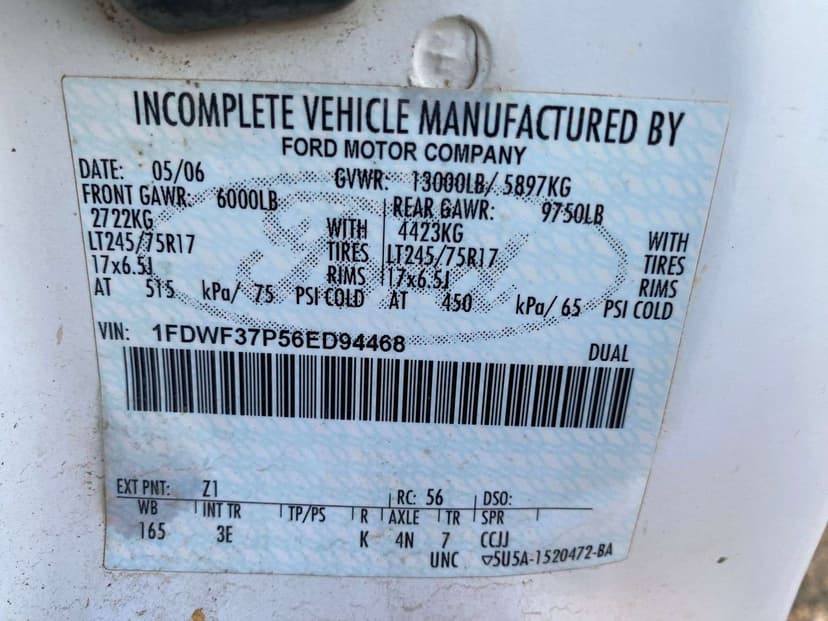 INCOMPLETE VEHICLE MANUFACTURED BY
FORD MOTOR COMPANY
DATE: 05/06 GVWR: 13000LB/ 5897KG
FRONT GAWR: 6000LB REAR GAWR: 9750LB
2722KG WITH 4423KG WITH
LT245/75R17 TIRES LT245/75R17 TIRES
17x6.5J RIMS 17x6.5J RIMS
AT 515 kPa/ 75 PSI COLD AT 450 kPa/ 65 PSI COLD
VIN: 1FDWF37P56ED94468
DUAL
EXT PNT: Z1 RC: 56 DSO:
WB INT TR TP/PS R AXLE TR SPR
165 3E K 4N 7 CCJJ
UNC ▽5U5A-1520472-BA
Ford